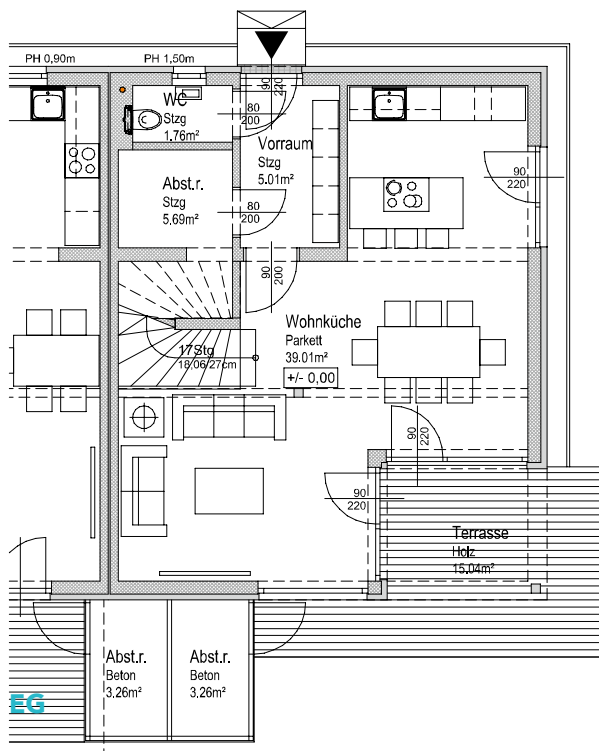 PH 0,90m
PH 1,50m
90
220
WC
Stzg
1.76m²
80
200
Vorraum
Stzg
5.01m²
Abst.r.
Stzg
5.69m²
80
200
90
220
90
200
Wohnküche
Parkett
39.01m²
+/- 0,00
17Stg
18,06/27cm
90
220
90
220
Terrasse
Holz
15.04m²
Abst.r.
Beton
3,26m²
Abst.r.
Beton
3,26m²
EG